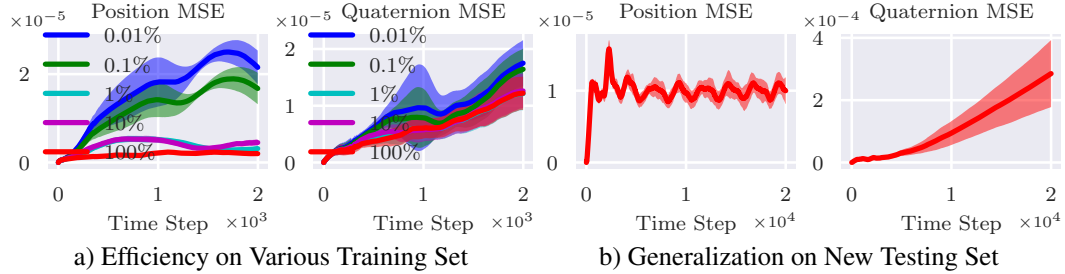 Position MSE
×10⁻⁵
2
0
0.01%
0.1%
1%
10%
100%
0 1 2
Time Step ×10³
Quaternion MSE
×10⁻⁵
2
1
0
0.01%
0.1%
1%
10%
100%
0 1 2
Time Step ×10³
a) Efficiency on Various Training Set
Position MSE
×10⁻⁵
1
0
0 1 2
Time Step ×10⁴
Quaternion MSE
×10⁻⁴
4
2
0
0 1 2
Time Step ×10⁴
b) Generalization on New Testing Set